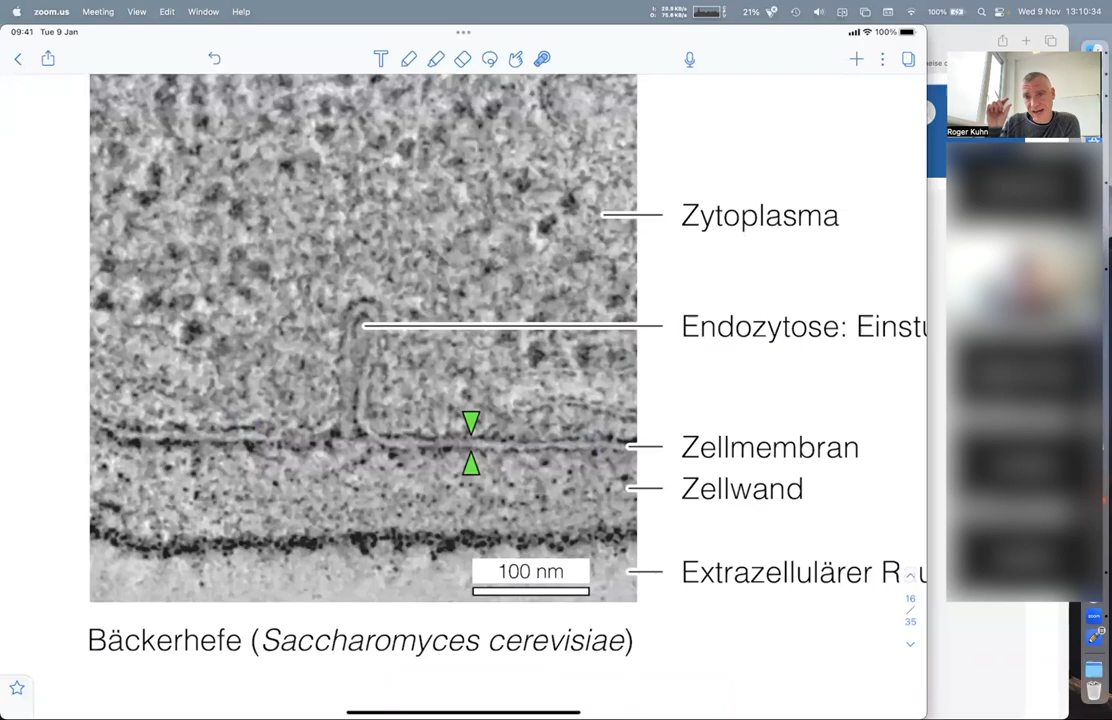 zoom.us Meeting View Edit Window Help
21%
100%
Wed 9 Nov 13:10:34
09:41 Tue 9 Jan
100%
Roger Kuhn
Zytoplasma
Endozytose: Einstu
Zellmembran
Zellwand
100 nm
Extrazellulärer R
16
/
35
Bäckerhefe (Saccharomyces cerevisiae)